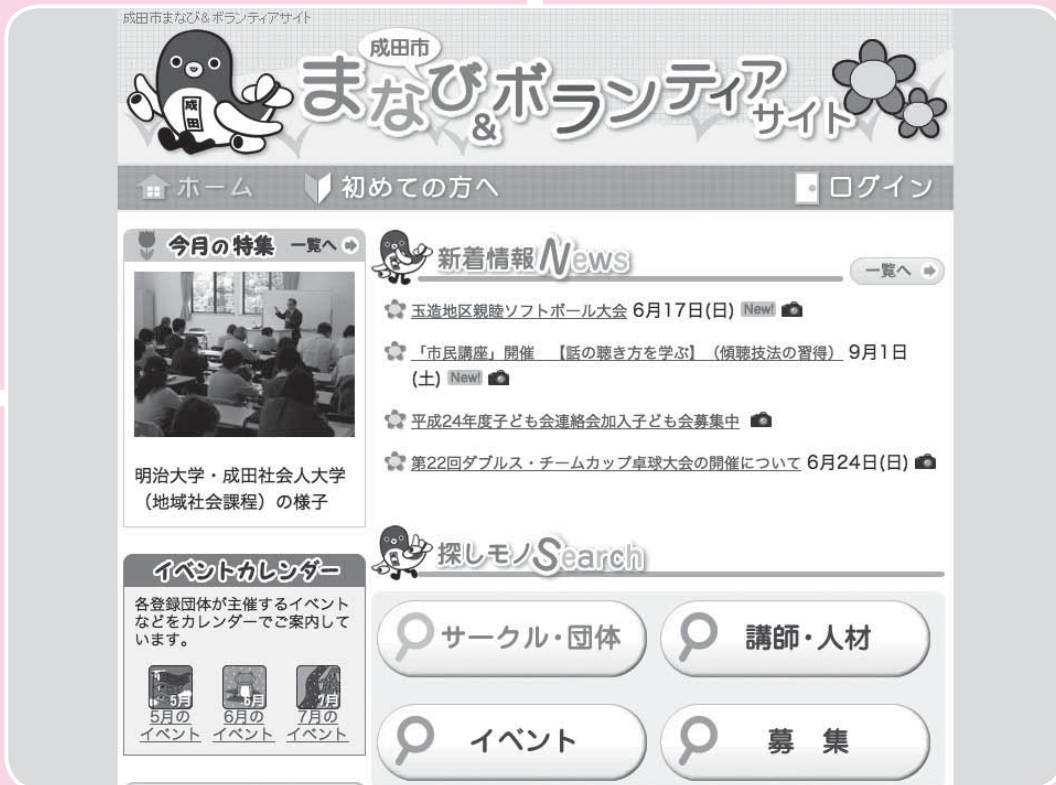 成田市まなび&ボランティアサイト
成田市
まなび&ボランティアサイト
成田
ホーム
初めての方へ
ログイン
今月の特集 一覧へ
明治大学・成田社会人大学
（地域社会課程）の様子
イベントカレンダー
各登録団体が主催するイベント
などをカレンダーでご案内して
います。
5月 6月 7月
5月の 6月の 7月の
イベント イベント イベント
新着情報 News
一覧へ
玉造地区親睦ソフトボール大会 6月17日(日) New!
「市民講座」開催　【話の聴き方を学ぶ】（傾聴技法の習得） 9月1日
(土) New!
平成24年度子ども会連絡会加入子ども会募集中
第22回ダブルス・チームカップ卓球大会の開催について 6月24日(日)
探しモノ Search
サークル・団体
講師・人材
イベント
募 集